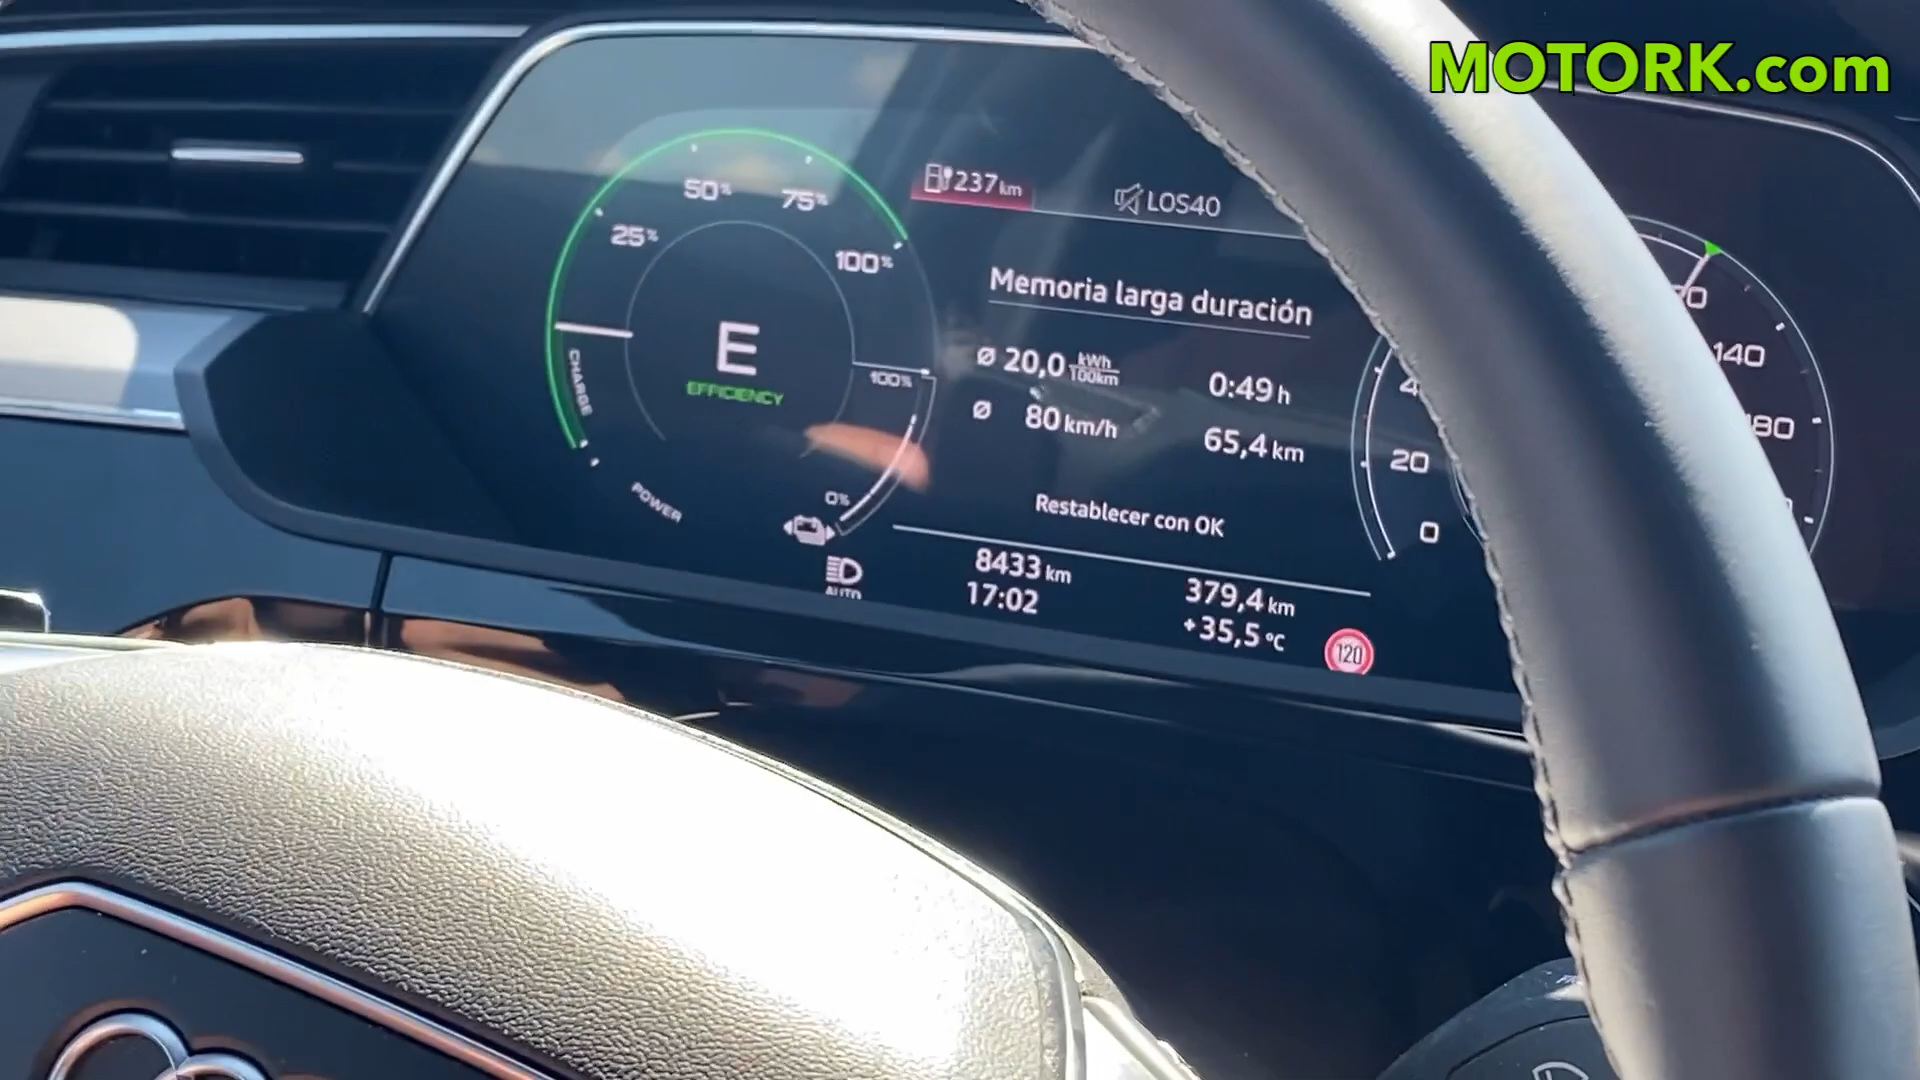 MOTORK.com
237 km
LOS40
50%
75%
25%
100%
Memoria larga duración
E
EFFICIENCY
CHARGE
100%
Ø 20,0 kWh/100km
0:49 h
Ø 80 km/h
65,4 km
0%
POWER
Restablecer con OK
8433 km
379,4 km
AUTO
17:02
+35,5 °C
120
140
20
0